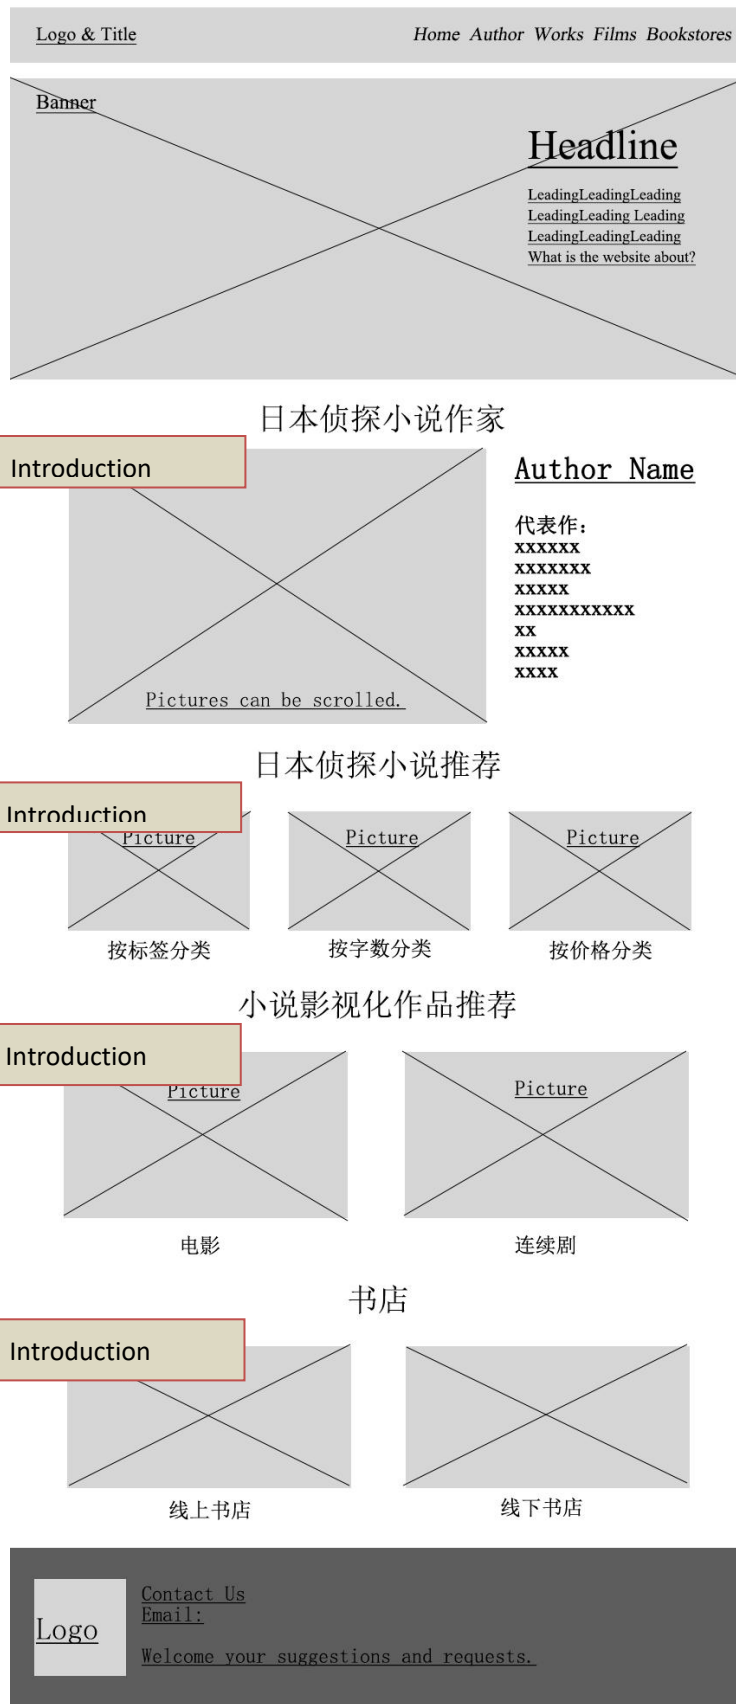 Logo & Title
Home Author Works Films Bookstores
Banner
Headline
LeadingLeadingLeading
LeadingLeading Leading
LeadingLeadingLeading
What is the website about?
日本侦探小说作家
Introduction
Author Name
代表作：
xxxxxx
xxxxxxx
xxxxx
xxxxxxxxxxx
xx
xxxxx
xxxx
Pictures can be scrolled.
日本侦探小说推荐
Introduction
Picture
Picture
Picture
按标签分类
按字数分类
按价格分类
小说影视化作品推荐
Introduction
Picture
Picture
电影
连续剧
书店
Introduction
线上书店
线下书店
Logo
Contact Us
Email:
Welcome your suggestions and requests.